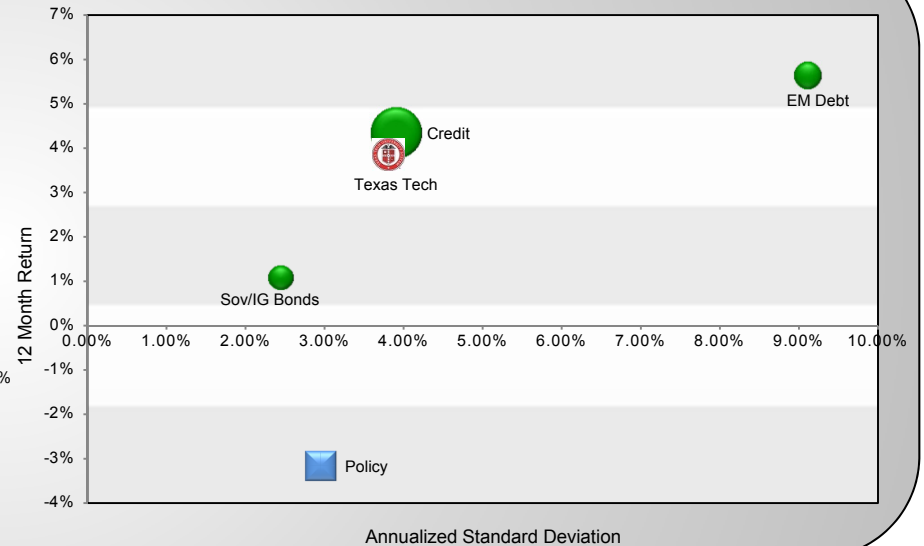 7%
6%
EM Debt
5%
Credit
4%
Texas Tech
3%
2%
1%
Sov/IG Bonds
0%
0.00% 1.00% 2.00% 3.00% 4.00% 5.00% 6.00% 7.00% 8.00% 9.00% 10.00%
12 Month Return
-1%
%
-2%
-3%
Policy
-4%
Annualized Standard Deviation